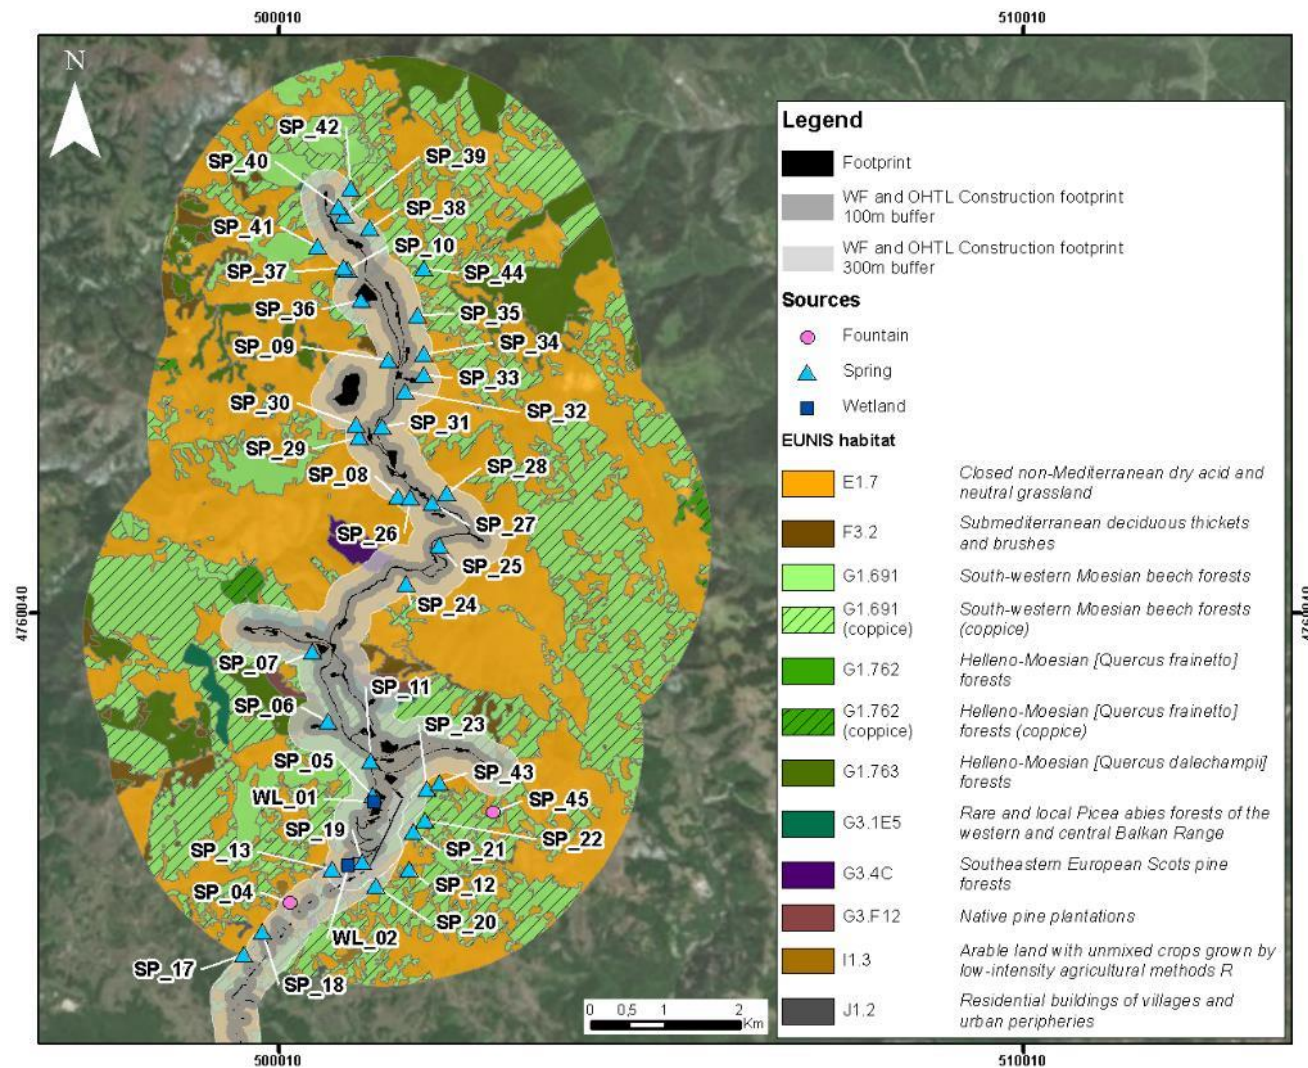 500010
510010
N
SP_42
SP_40
SP_39
SP_38
SP_41
SP_10
SP_37
SP_44
SP_36
SP_35
SP_09
SP_34
SP_33
SP_30
SP_32
SP_31
SP_29
SP_28
SP_08
SP_27
SP_26
SP_25
SP_24
4760040
4760040
SP_07
SP_11
SP_06
SP_23
SP_05
SP_43
WL_01
SP_45
SP_19
SP_22
SP_13
SP_21
SP_04
SP_12
SP_20
WL_02
SP_17
SP_18
0 0,5 1 2
Km
Legend
Footprint
WF and OHTL Construction footprint
100m buffer
WF and OHTL Construction footprint
300m buffer
Sources
Fountain
Spring
Wetland
EUNIS habitat
E1.7 Closed non-Mediterranean dry acid and
neutral grassland
F3.2 Submediterranean deciduous thickets
and brushes
G1.691 South-western Moesian beech forests
G1.691 South-western Moesian beech forests
(coppice) (coppice)
G1.762 Helleno-Moesian [Quercus frainetto]
forests
G1.762 Helleno-Moesian [Quercus frainetto]
(coppice) forests (coppice)
G1.763 Helleno-Moesian [Quercus dalechampii]
forests
G3.1E5 Rare and local Picea abies forests of the
western and central Balkan Range
G3.4C Southeastern European Scots pine
forests
G3.F12 Native pine plantations
I1.3 Arable land with unmixed crops grown by
low-intensity agricultural methods R
J1.2 Residential buildings of villages and
urban peripheries
500010
510010